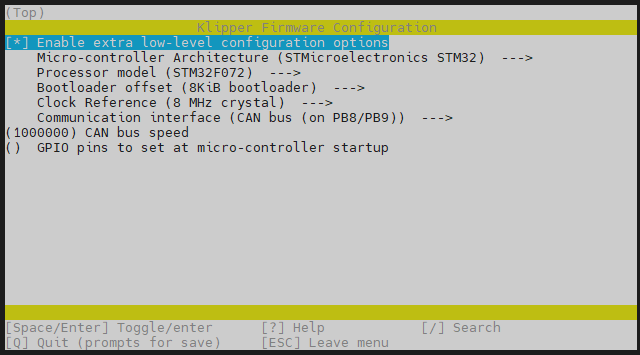 (Top)
Klipper Firmware Configuration
[*] Enable extra low-level configuration options
Micro-controller Architecture (STMicroelectronics STM32)  --->
Processor model (STM32F072)  --->
Bootloader offset (8KiB bootloader)  --->
Clock Reference (8 MHz crystal)  --->
Communication interface (CAN bus (on PB8/PB9))  --->
(1000000) CAN bus speed
()  GPIO pins to set at micro-controller startup
[Space/Enter] Toggle/enter      [?] Help            [/] Search
[Q] Quit (prompts for save)     [ESC] Leave menu